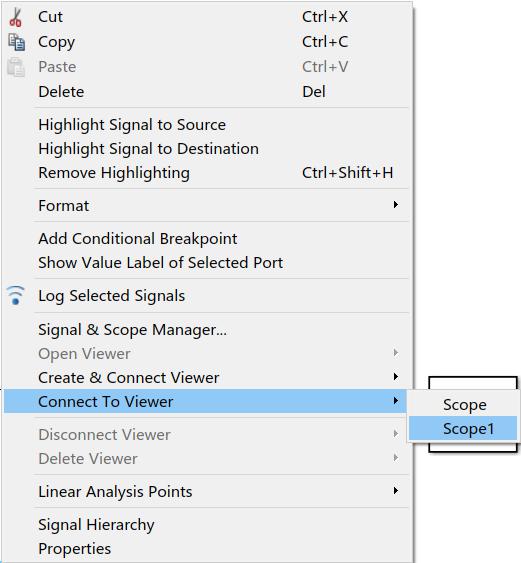 Cut Ctrl+X
Copy Ctrl+C
Paste Ctrl+V
Delete Del
Highlight Signal to Source
Highlight Signal to Destination
Remove Highlighting Ctrl+Shift+H
Format
Add Conditional Breakpoint
Show Value Label of Selected Port
Log Selected Signals
Signal & Scope Manager...
Open Viewer
Create & Connect Viewer
Connect To Viewer
Scope
Scope1
Disconnect Viewer
Delete Viewer
Linear Analysis Points
Signal Hierarchy
Properties